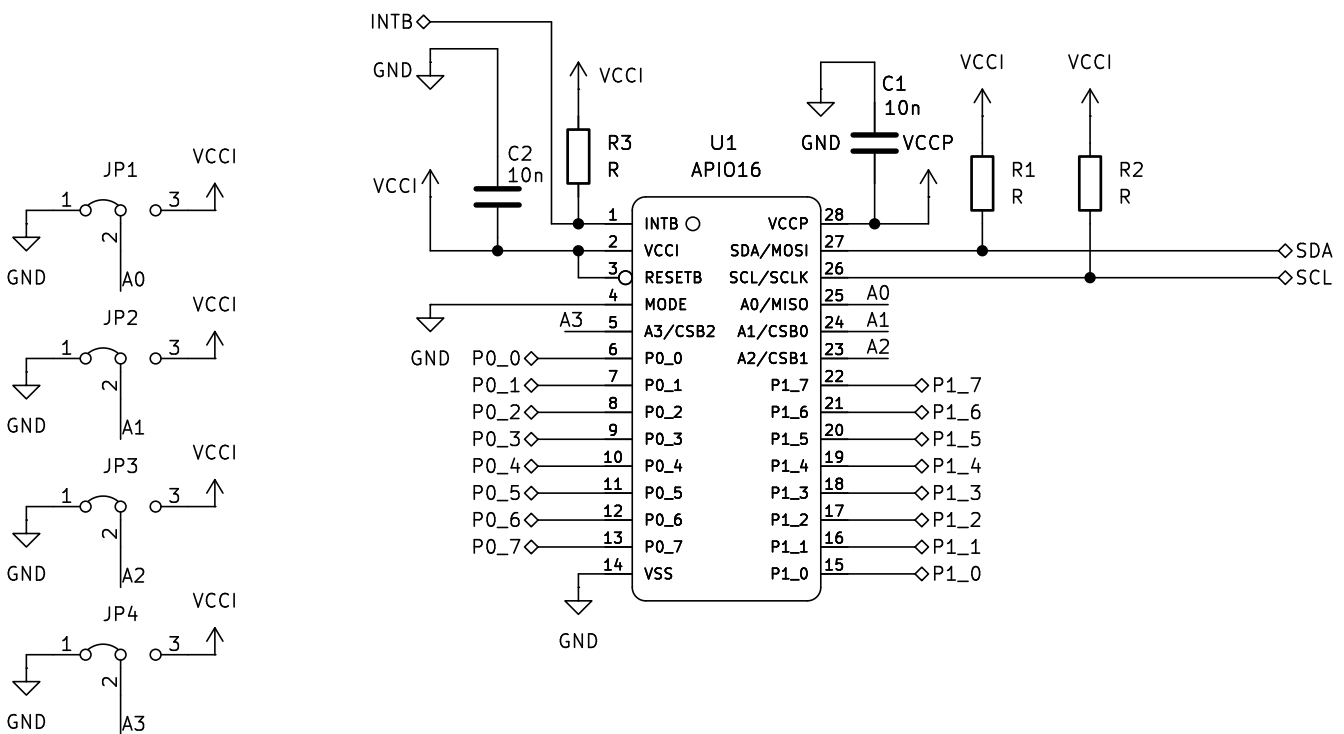 JP1
VCCI
1
3
2
GND
A0
JP2
VCCI
1
3
2
GND
A1
JP3
VCCI
1
3
2
GND
A2
JP4
VCCI
1
3
2
GND
A3
INTB
GND
VCCI
C2
10n
R3
R
VCCI
U1
APIO16
C1
10n
GND
VCCP
VCCI
R1
R
VCCI
R2
R
1 INTB
2 VCCI
3 RESETB
4 MODE
GND
A3 5 A3/CSB2
P0_0 6 P0_0
P0_1 7 P0_1
P0_2 8 P0_2
P0_3 9 P0_3
P0_4 10 P0_4
P0_5 11 P0_5
P0_6 12 P0_6
P0_7 13 P0_7
14 VSS
GND
VCCP 28
SDA/MOSI 27 SDA
SCL/SCLK 26 SCL
A0/MISO 25 A0
A1/CSB0 24 A1
A2/CSB1 23 A2
P1_7 22 P1_7
P1_6 21 P1_6
P1_5 20 P1_5
P1_4 19 P1_4
P1_3 18 P1_3
P1_2 17 P1_2
P1_1 16 P1_1
P1_0 15 P1_0